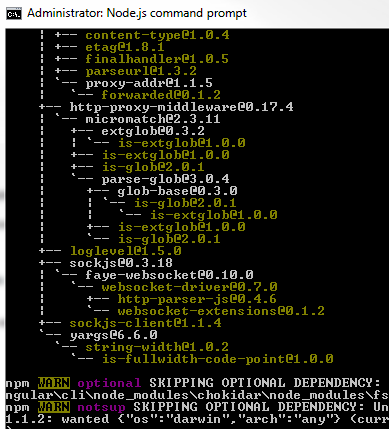 Administrator: Node.js command prompt
| +-- content-type@1.0.4
| +-- etag@1.8.1
| +-- finalhandler@1.0.5
| +-- parseurl@1.3.2
| `-- proxy-addr@1.1.5
|   `-- forwarded@0.1.2
+-- http-proxy-middleware@0.17.4
| `-- micromatch@2.3.11
|   +-- extglob@0.3.2
|   | `-- is-extglob@1.0.0
|   +-- is-extglob@1.0.0
|   +-- is-glob@2.0.1
|   `-- parse-glob@3.0.4
|     +-- glob-base@0.3.0
|     | `-- is-glob@2.0.1
|     |   `-- is-extglob@1.0.0
|     +-- is-extglob@1.0.0
|     `-- is-glob@2.0.1
+-- loglevel@1.5.0
+-- sockjs@0.3.18
| `-- faye-websocket@0.10.0
|   `-- websocket-driver@0.7.0
|     +-- http-parser-js@0.4.6
|     `-- websocket-extensions@0.1.2
+-- sockjs-client@1.1.4
`-- yargs@6.6.0
  `-- string-width@1.0.2
    `-- is-fullwidth-code-point@1.0.0
npm WARN optional SKIPPING OPTIONAL DEPENDENCY:
ngular\cli\node_modules\chokidar\node_modules\fs
npm WARN notsup SKIPPING OPTIONAL DEPENDENCY: Un
1.1.2: wanted {"os":"darwin","arch":"any"} (curr